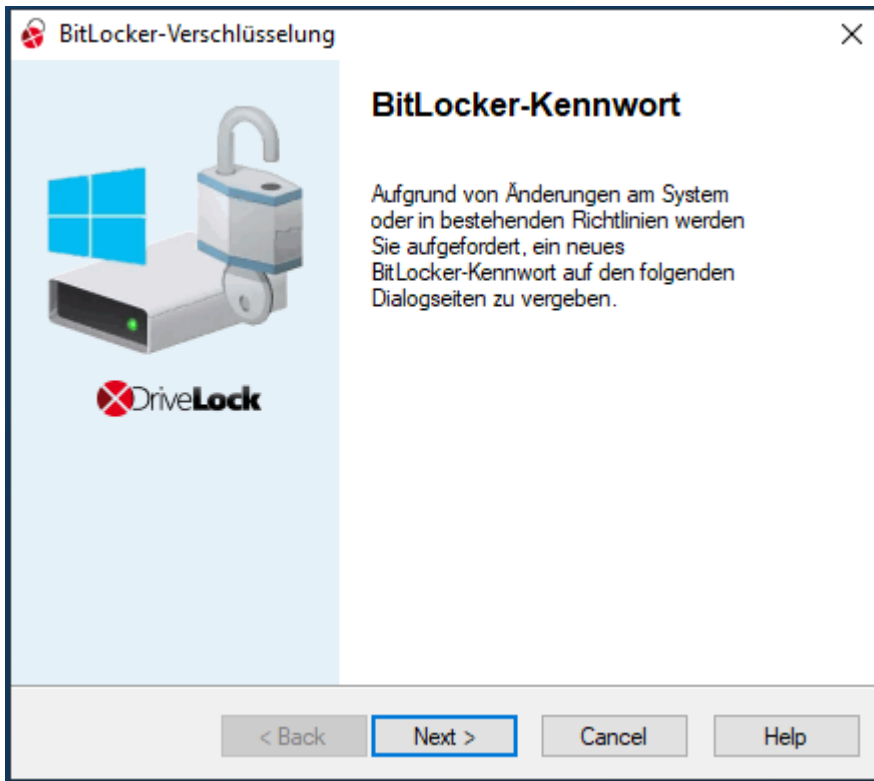 BitLocker-Verschlüsselung
BitLocker-Kennwort
Aufgrund von Änderungen am System
oder in bestehenden Richtlinien werden
Sie aufgefordert, ein neues
BitLocker-Kennwort auf den folgenden
Dialogseiten zu vergeben.
DriveLock
< Back
Next >
Cancel
Help